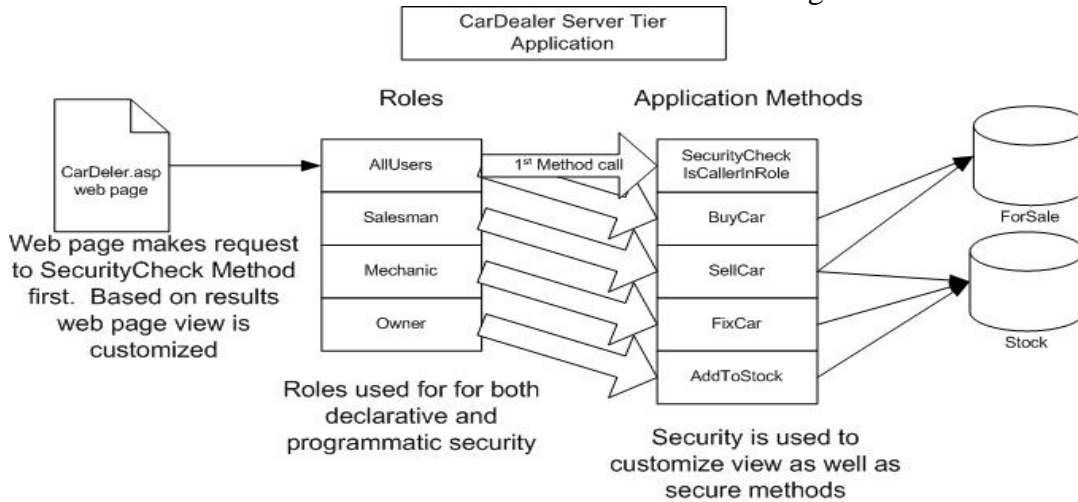 CarDealer Server Tier
Application
Roles
Application Methods
CarDeler.asp
web page
AllUsers
Salesman
Mechanic
Owner
1st Method call
SecurityCheck
IsCallerInRole
BuyCar
SellCar
FixCar
AddToStock
ForSale
Stock
Web page makes request
to SecurityCheck Method
first. Based on results
web page view is
customized
Roles used for for both
declarative and
programmatic security
Security is used to
customize view as well as
secure methods